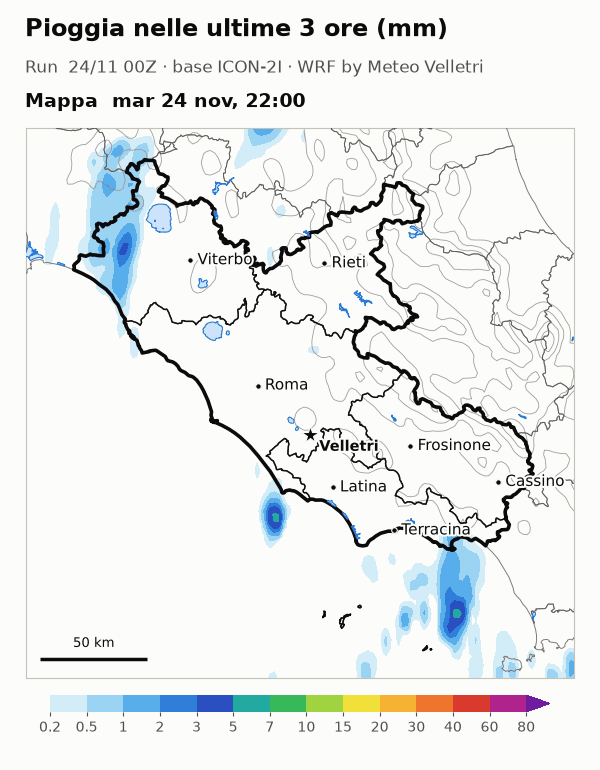 Pioggia nelle ultime 3 ore (mm)
Run  24/11 00Z · base ICON-2I · WRF by Meteo Velletri
Mappa  mar 24 nov, 22:00
Viterbo
Rieti
Roma
Velletri
Frosinone
Cassino
Latina
Terracina
50 km
0.2 0.5 1 2 3 5 7 10 15 20 30 40 60 80